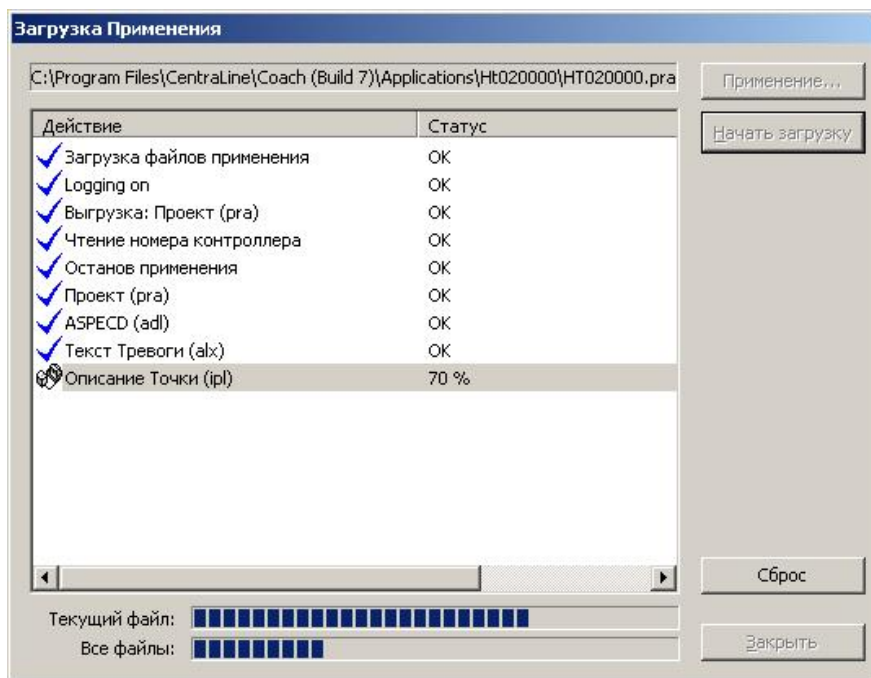 Загрузка Применения
C:\Program Files\CentraLine\Coach (Build 7)\Applications\Ht020000\HT020000.pra
Применение...
Начать загрузку
Действие Статус
Загрузка файлов применения OK
Logging on OK
Выгрузка: Проект (pra) OK
Чтение номера контроллера OK
Останов применения OK
Проект (pra) OK
ASPECD (adl) OK
Текст Тревоги (alx) OK
Описание Точки (ipl) 70 %
Сброс
Текущий файл:
Все файлы:
Закрыть